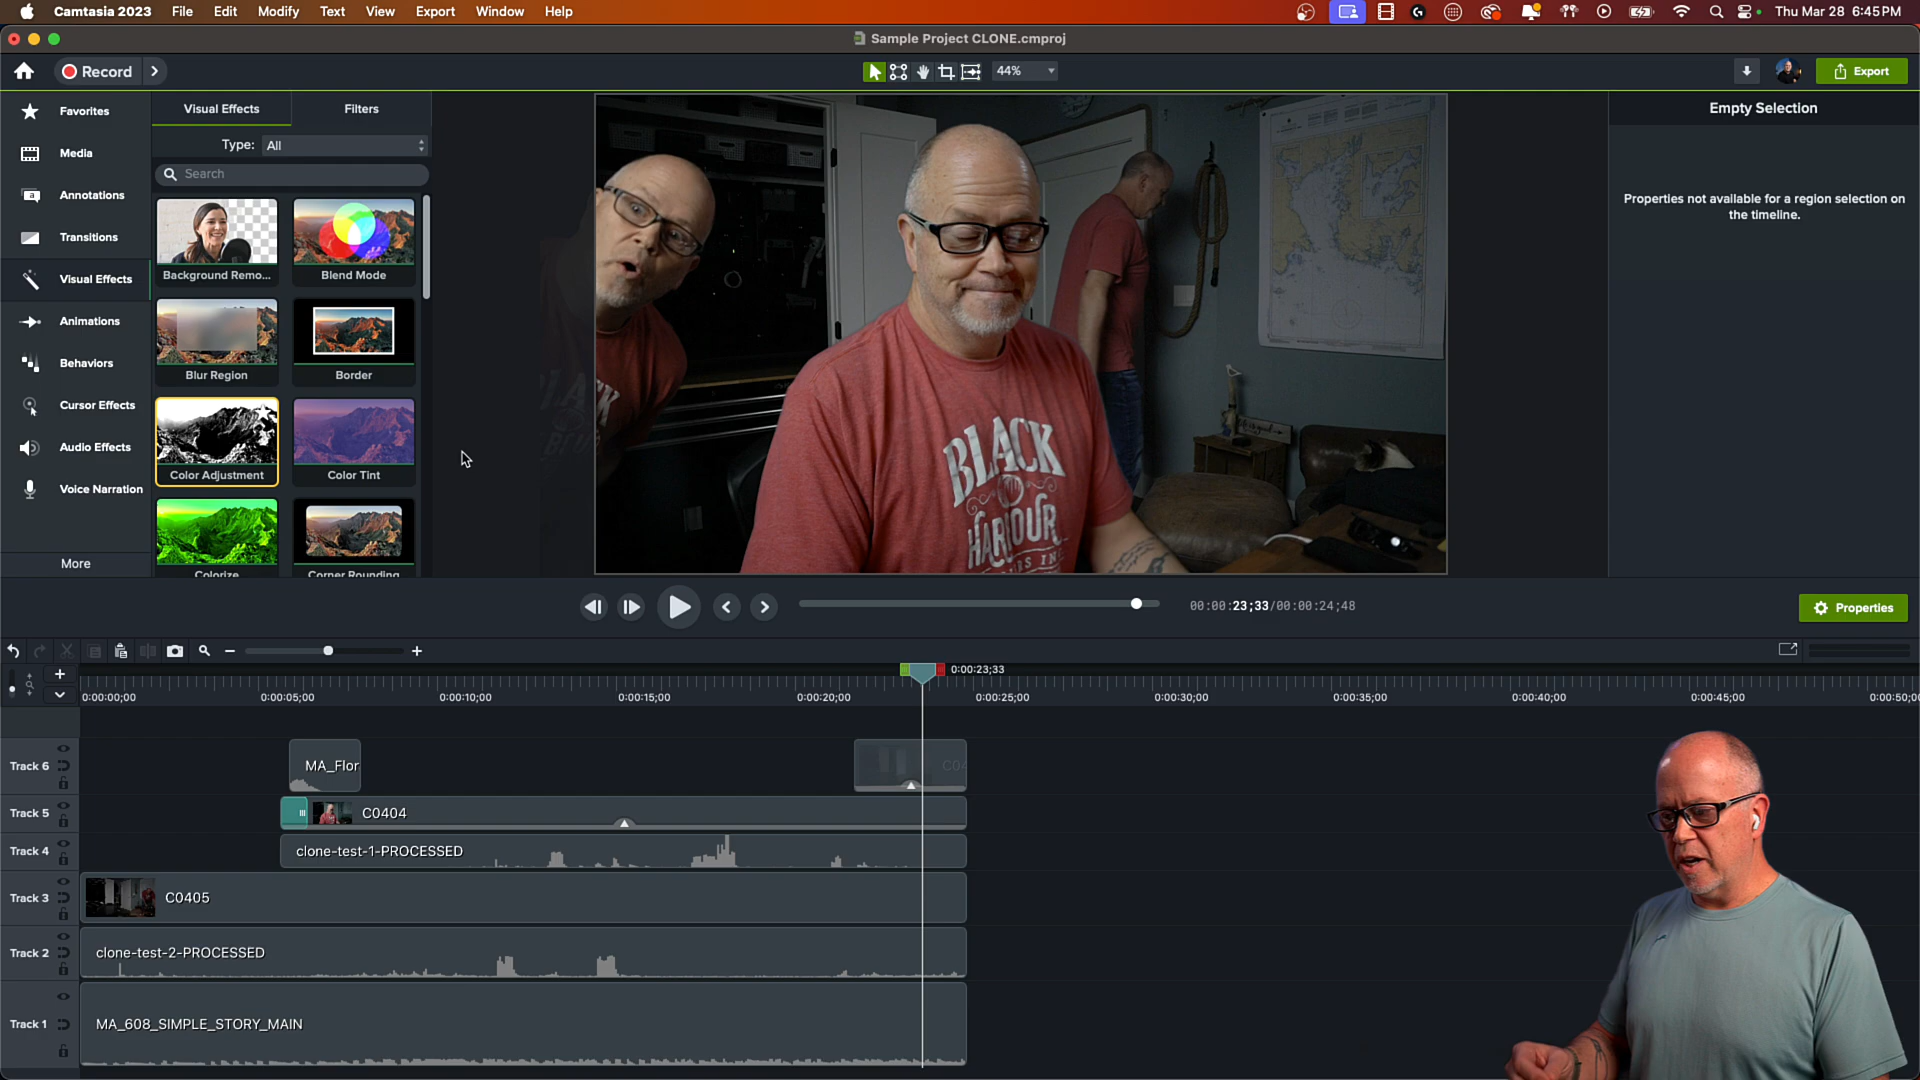 Camtasia 2023 File Edit Modify Text View Export Window Help
Thu Mar 28 6:45 PM
Sample Project CLONE.cmproj
Record
44%
Export
Favorites
Media
Annotations
Transitions
Visual Effects
Animations
Behaviors
Cursor Effects
Audio Effects
Voice Narration
More
Visual Effects Filters
Type: All
Search
Background Remo...
Blend Mode
Blur Region
Border
Color Adjustment
Color Tint
Colorize
Corner Rounding
BLACK
HARBOUR
Empty Selection
Properties not available for a region selection on
the timeline.
00:00:23;33/00:00:24;48
Properties
0:00:23;33
0:00:00;00 0:00:05;00 0:00:10;00 0:00:15;00 0:00:20;00 0:00:25;00 0:00:30;00 0:00:35;00 0:00:40;00 0:00:45;00 0:00:50;00
Track 6
MA_Flor
C04
Track 5
C0404
Track 4
clone-test-1-PROCESSED
Track 3
C0405
Track 2
clone-test-2-PROCESSED
Track 1
MA_608_SIMPLE_STORY_MAIN